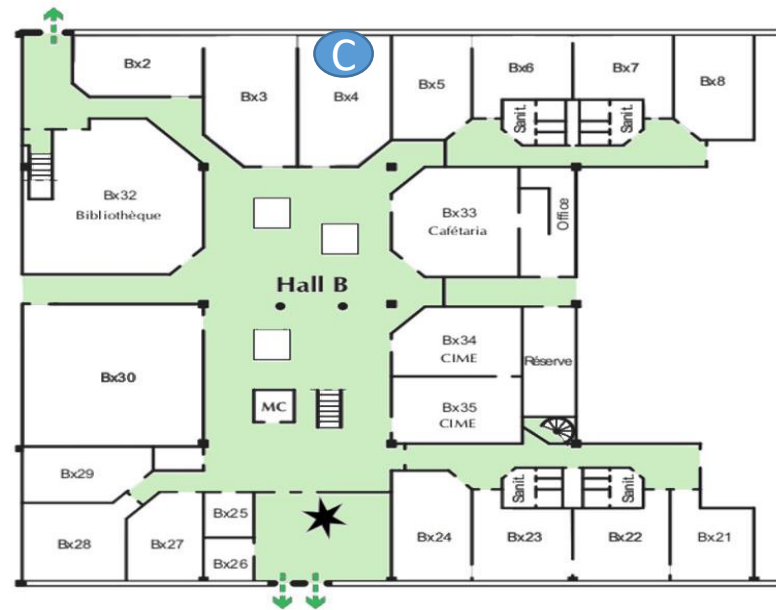 C
Bx2
Bx3
Bx4
Bx5
Bx6
Bx7
Bx8
Sanit.
Sanit.
Bx32
Bibliothèque
Bx33
Cafétaria
Office
Hall B
Bx30
Bx34
CIME
Réserve
MC
Bx35
CIME
Bx29
Bx28
Bx27
Bx25
Bx26
Bx24
Sanit.
Bx23
Sanit.
Bx22
Bx21